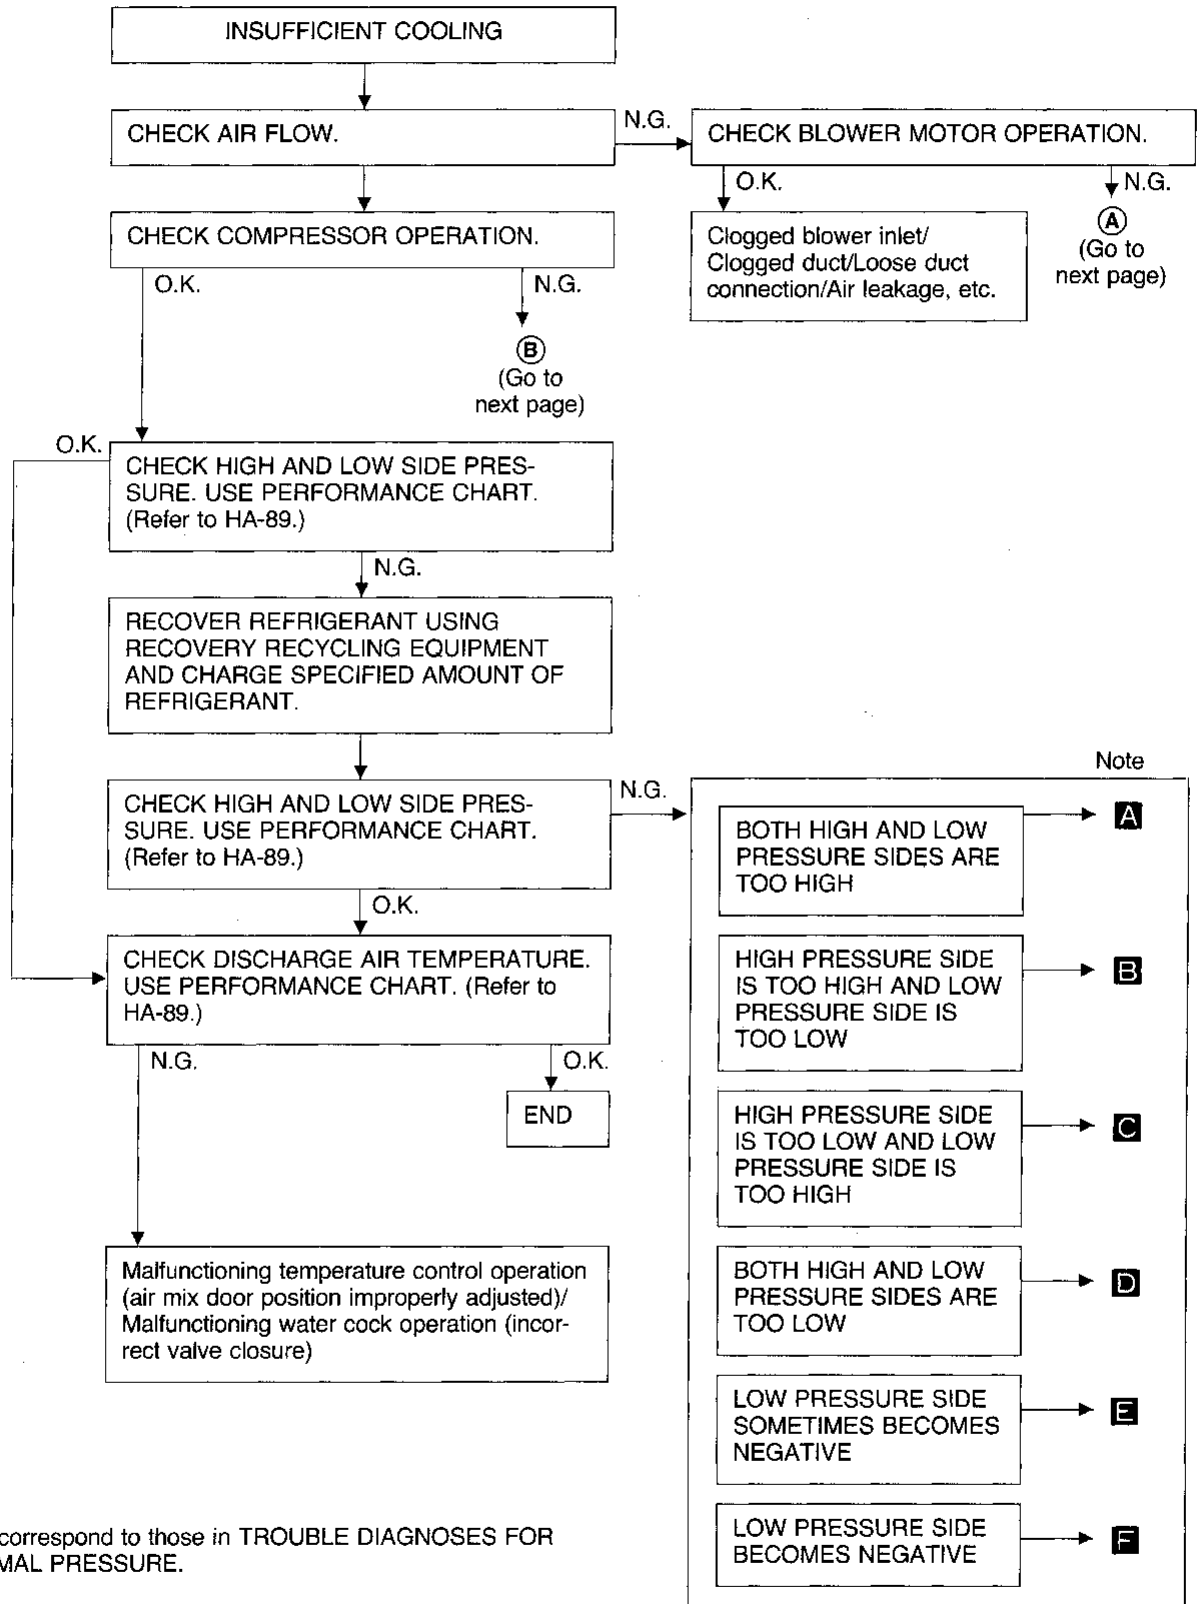 INSUFFICIENT COOLING
CHECK AIR FLOW.
N.G.
CHECK BLOWER MOTOR OPERATION.
O.K.
N.G.
CHECK COMPRESSOR OPERATION.
Clogged blower inlet/
Clogged duct/Loose duct
connection/Air leakage, etc.
A
(Go to
next page)
O.K.
N.G.
B
(Go to
next page)
O.K.
CHECK HIGH AND LOW SIDE PRES-
SURE. USE PERFORMANCE CHART.
(Refer to HA-89.)
N.G.
RECOVER REFRIGERANT USING
RECOVERY RECYCLING EQUIPMENT
AND CHARGE SPECIFIED AMOUNT OF
REFRIGERANT.
CHECK HIGH AND LOW SIDE PRES-
SURE. USE PERFORMANCE CHART.
(Refer to HA-89.)
N.G.
O.K.
CHECK DISCHARGE AIR TEMPERATURE.
USE PERFORMANCE CHART. (Refer to
HA-89.)
N.G.
O.K.
END
Malfunctioning temperature control operation
(air mix door position improperly adjusted)/
Malfunctioning water cock operation (incor-
rect valve closure)
Note
BOTH HIGH AND LOW
PRESSURE SIDES ARE
TOO HIGH
A
HIGH PRESSURE SIDE
IS TOO HIGH AND LOW
PRESSURE SIDE IS
TOO LOW
B
HIGH PRESSURE SIDE
IS TOO LOW AND LOW
PRESSURE SIDE IS
TOO HIGH
C
BOTH HIGH AND LOW
PRESSURE SIDES ARE
TOO LOW
D
LOW PRESSURE SIDE
SOMETIMES BECOMES
NEGATIVE
E
LOW PRESSURE SIDE
BECOMES NEGATIVE
F
correspond to those in TROUBLE DIAGNOSES FOR
MAL PRESSURE.